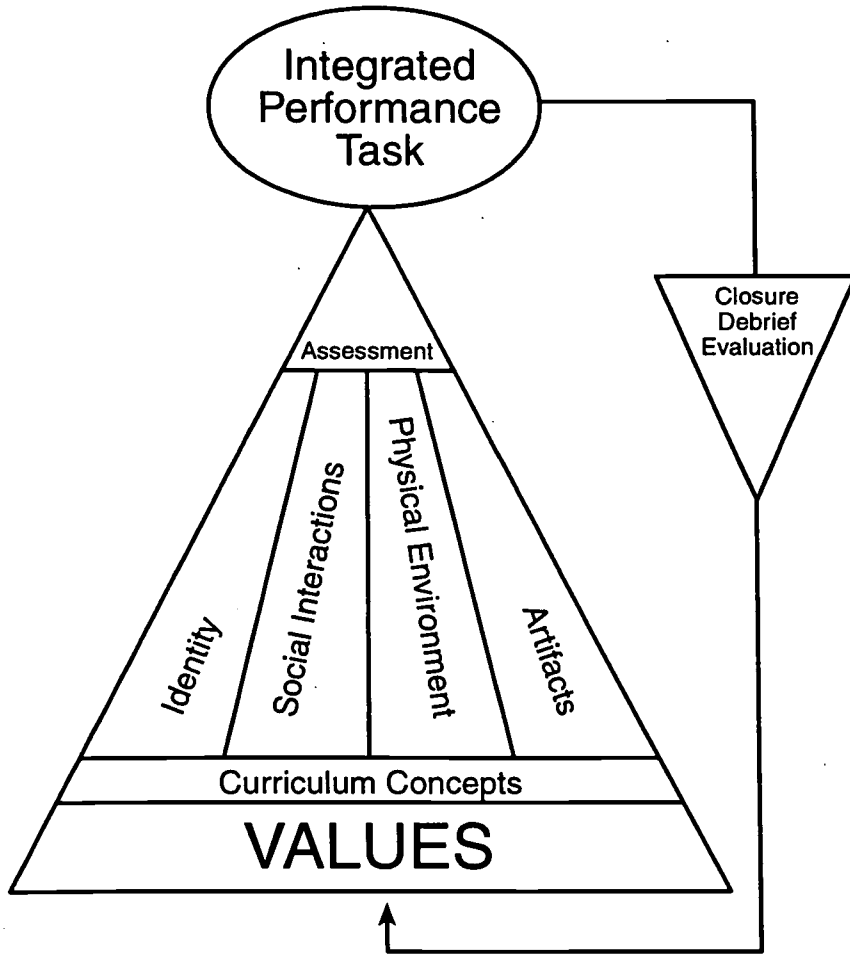 Integrated
Performance
Task
Closure
Debrief
Evaluation
Assessment
Identity
Social Interactions
Physical Environment
Artifacts
Curriculum Concepts
VALUES